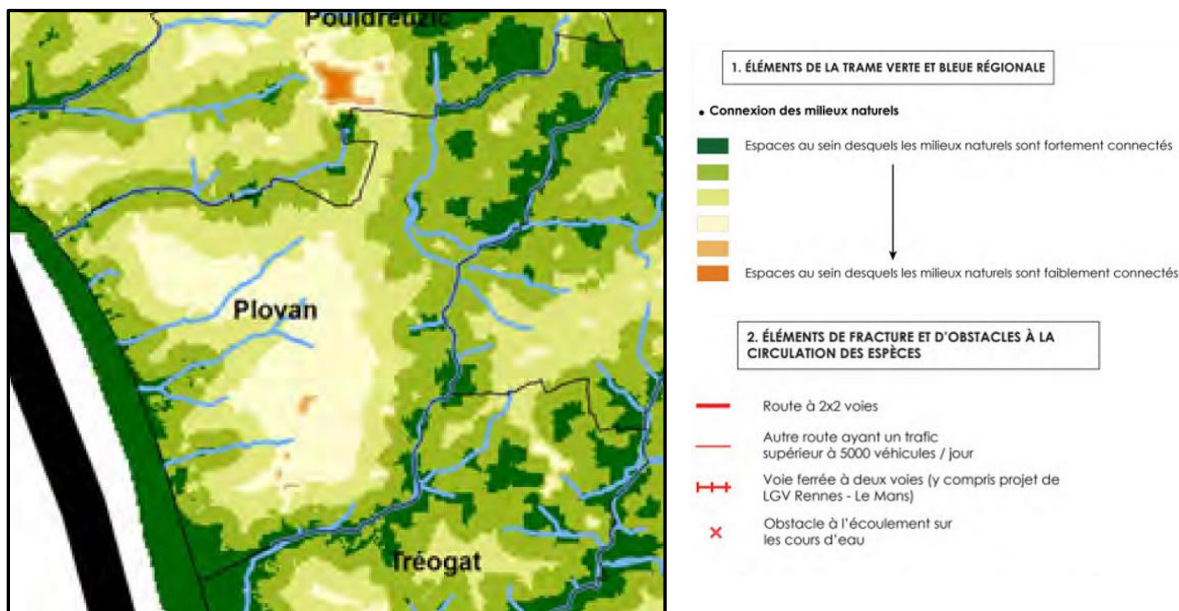 Pouldreuzic
Plovan
Tréogat
1. ÉLÉMENTS DE LA TRAME VERTE ET BLEUE RÉGIONALE
• Connexion des milieux naturels
Espaces au sein desquels les milieux naturels sont fortement connectés
Espaces au sein desquels les milieux naturels sont faiblement connectés
2. ÉLÉMENTS DE FRACTURE ET D'OBSTACLES À LA
CIRCULATION DES ESPÈCES
Route à 2x2 voies
Autre route ayant un trafic
supérieur à 5000 véhicules / jour
Voie ferrée à deux voies (y compris projet de
LGV Rennes - Le Mans)
Obstacle à l'écoulement sur
les cours d'eau